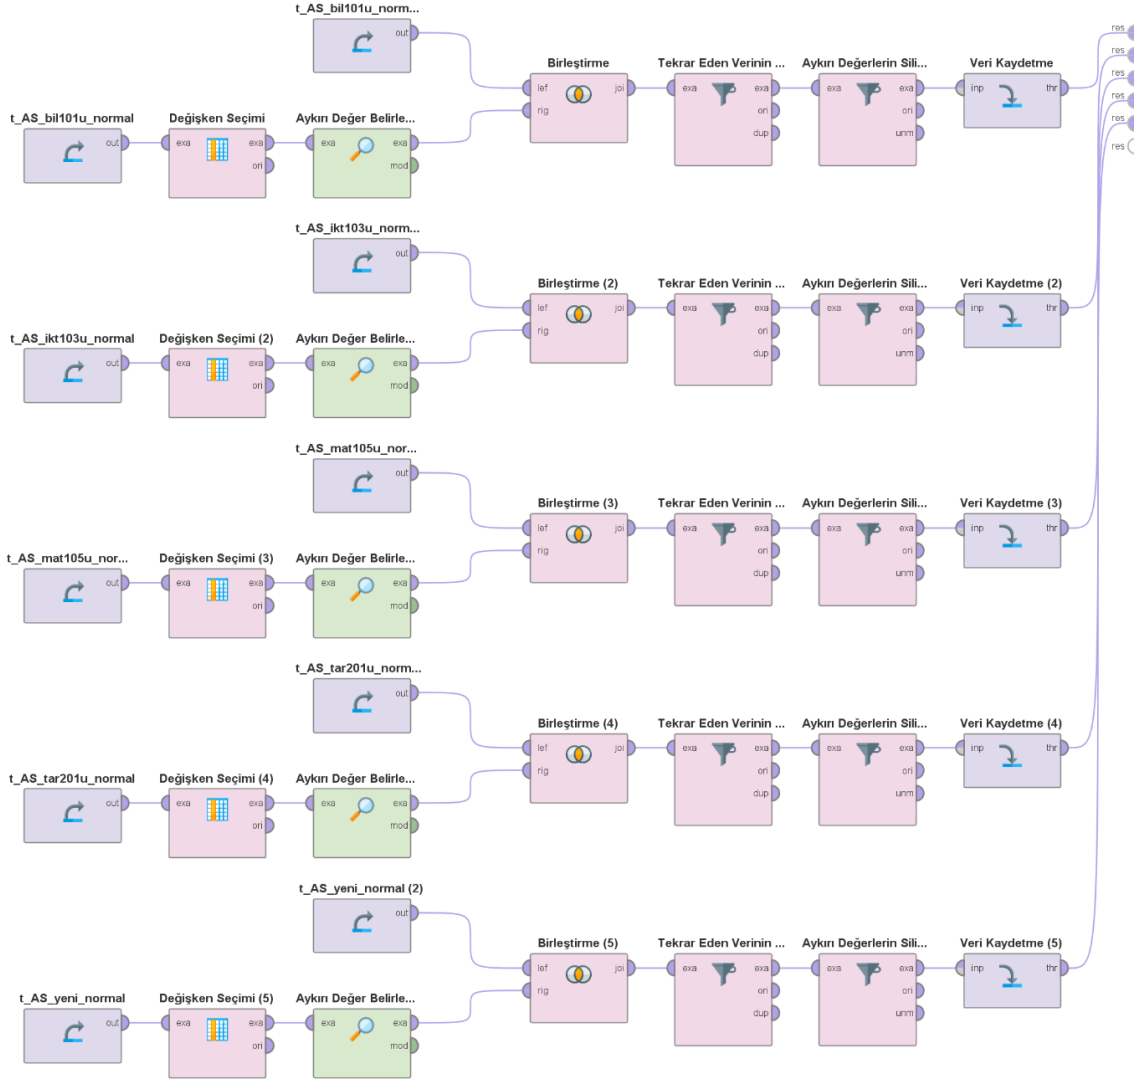 t_AS_bil101u_norm...
out
res
res
res
res
res
res
Birleştirme
lef
joi
rig
Tekrar Eden Verinin ...
exa
exa
ori
dup
Aykırı Değerlerin Sili...
exa
exa
ori
unm
Veri Kaydetme
inp
thr
t_AS_bil101u_normal
out
Değişken Seçimi
exa
exa
ori
Aykırı Değer Belirle...
exa
exa
mod
t_AS_ikt103u_norm...
out
Birleştirme (2)
lef
joi
rig
Tekrar Eden Verinin ...
exa
exa
ori
dup
Aykırı Değerlerin Sili...
exa
exa
ori
unm
Veri Kaydetme (2)
inp
thr
t_AS_ikt103u_normal
out
Değişken Seçimi (2)
exa
exa
ori
Aykırı Değer Belirle...
exa
exa
mod
t_AS_mat105u_nor...
out
Birleştirme (3)
lef
joi
rig
Tekrar Eden Verinin ...
exa
exa
ori
dup
Aykırı Değerlerin Sili...
exa
exa
ori
unm
Veri Kaydetme (3)
inp
thr
t_AS_mat105u_nor...
out
Değişken Seçimi (3)
exa
exa
ori
Aykırı Değer Belirle...
exa
exa
mod
t_AS_tar201u_norm...
out
Birleştirme (4)
lef
joi
rig
Tekrar Eden Verinin ...
exa
exa
ori
dup
Aykırı Değerlerin Sili...
exa
exa
ori
unm
Veri Kaydetme (4)
inp
thr
t_AS_tar201u_normal
out
Değişken Seçimi (4)
exa
exa
ori
Aykırı Değer Belirle...
exa
exa
mod
t_AS_yeni_normal (2)
out
Birleştirme (5)
lef
joi
rig
Tekrar Eden Verinin ...
exa
exa
ori
dup
Aykırı Değerlerin Sili...
exa
exa
ori
unm
Veri Kaydetme (5)
inp
thr
t_AS_yeni_normal
out
Değişken Seçimi (5)
exa
exa
ori
Aykırı Değer Belirle...
exa
exa
mod